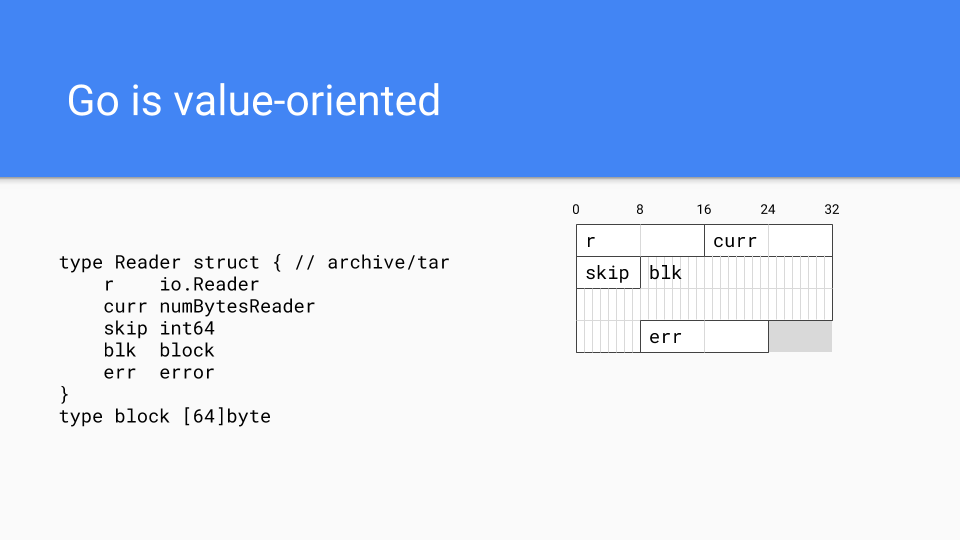 Go is value-oriented
type Reader struct { // archive/tar
    r    io.Reader
    curr numBytesReader
    skip int64
    blk  block
    err  error
}
type block [64]byte
0 8 16 24 32
r curr
skip blk
err